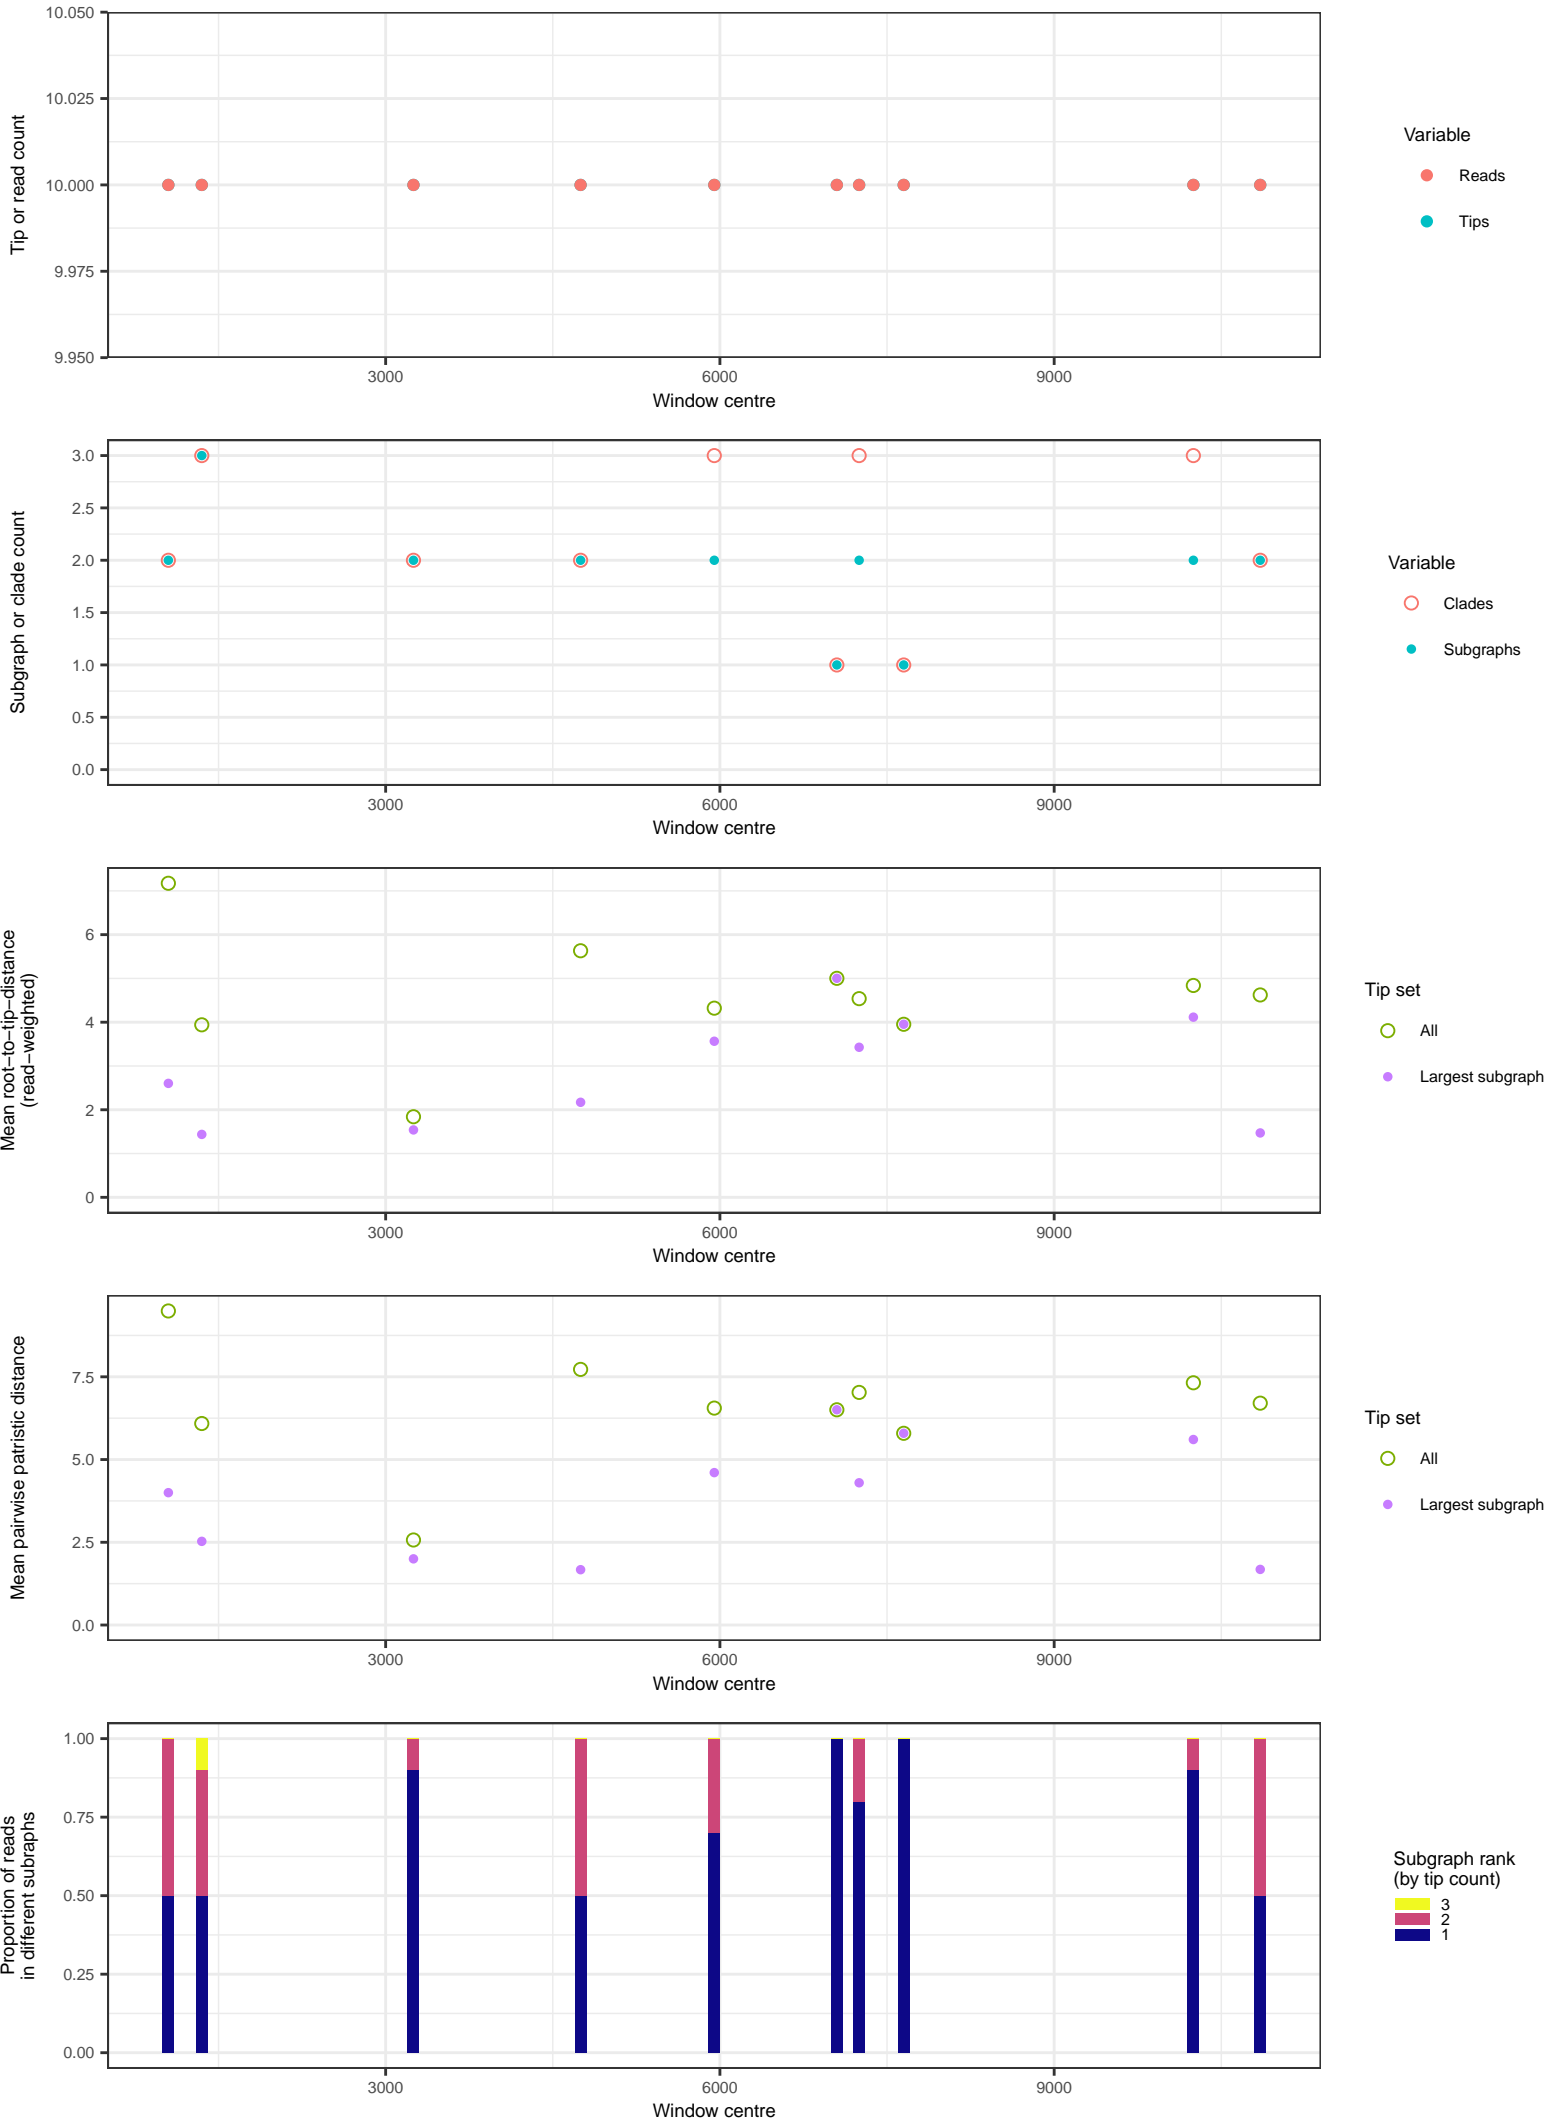 10.050
10.025
10.000
9.975
9.950
Tip or read count
3000
6000
9000
Window centre
Variable
Reads
Tips
3.0
2.5
2.0
1.5
1.0
0.5
0.0
Subgraph or clade count
3000
6000
9000
Window centre
Variable
Clades
Subgraphs
6
4
2
0
Mean root−to−tip−distance
(read−weighted)
3000
6000
9000
Window centre
Tip set
All
Largest subgraph
7.5
5.0
2.5
0.0
Mean pairwise patristic distance
3000
6000
9000
Window centre
Tip set
All
Largest subgraph
1.00
0.75
0.50
0.25
0.00
Proportion of reads
in different subraphs
3000
6000
9000
Window centre
Subgraph rank
(by tip count)
3
2
1